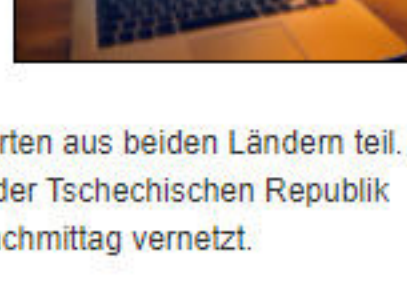 rten aus beiden Ländern teil.
der Tschechischen Republik
chmittag vernetzt.